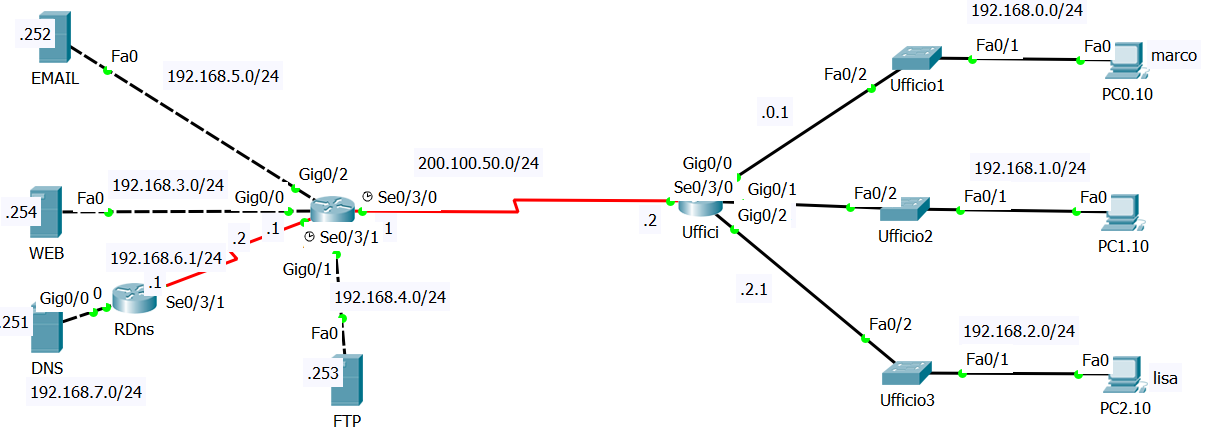 .252
EMAIL
Fa0
192.168.5.0/24
Gig0/2
.254
WEB
Fa0
192.168.3.0/24
Gig0/0
.1
Se0/3/0
1
Se0/3/1
.2
192.168.6.1/24
.1
Se0/3/1
RDns
Gig0/0
0
.251
DNS
192.168.7.0/24
Gig0/1
192.168.4.0/24
Fa0
.253
FTP
200.100.50.0/24
.2
Se0/3/0
Uffici
Gig0/0
Gig0/1
Gig0/2
.0.1
Fa0/2
Ufficio1
Fa0/1
192.168.0.0/24
Fa0
marco
PC0.10
Fa0/2
Ufficio2
Fa0/1
192.168.1.0/24
Fa0
PC1.10
.2.1
Fa0/2
Ufficio3
Fa0/1
192.168.2.0/24
Fa0
lisa
PC2.10